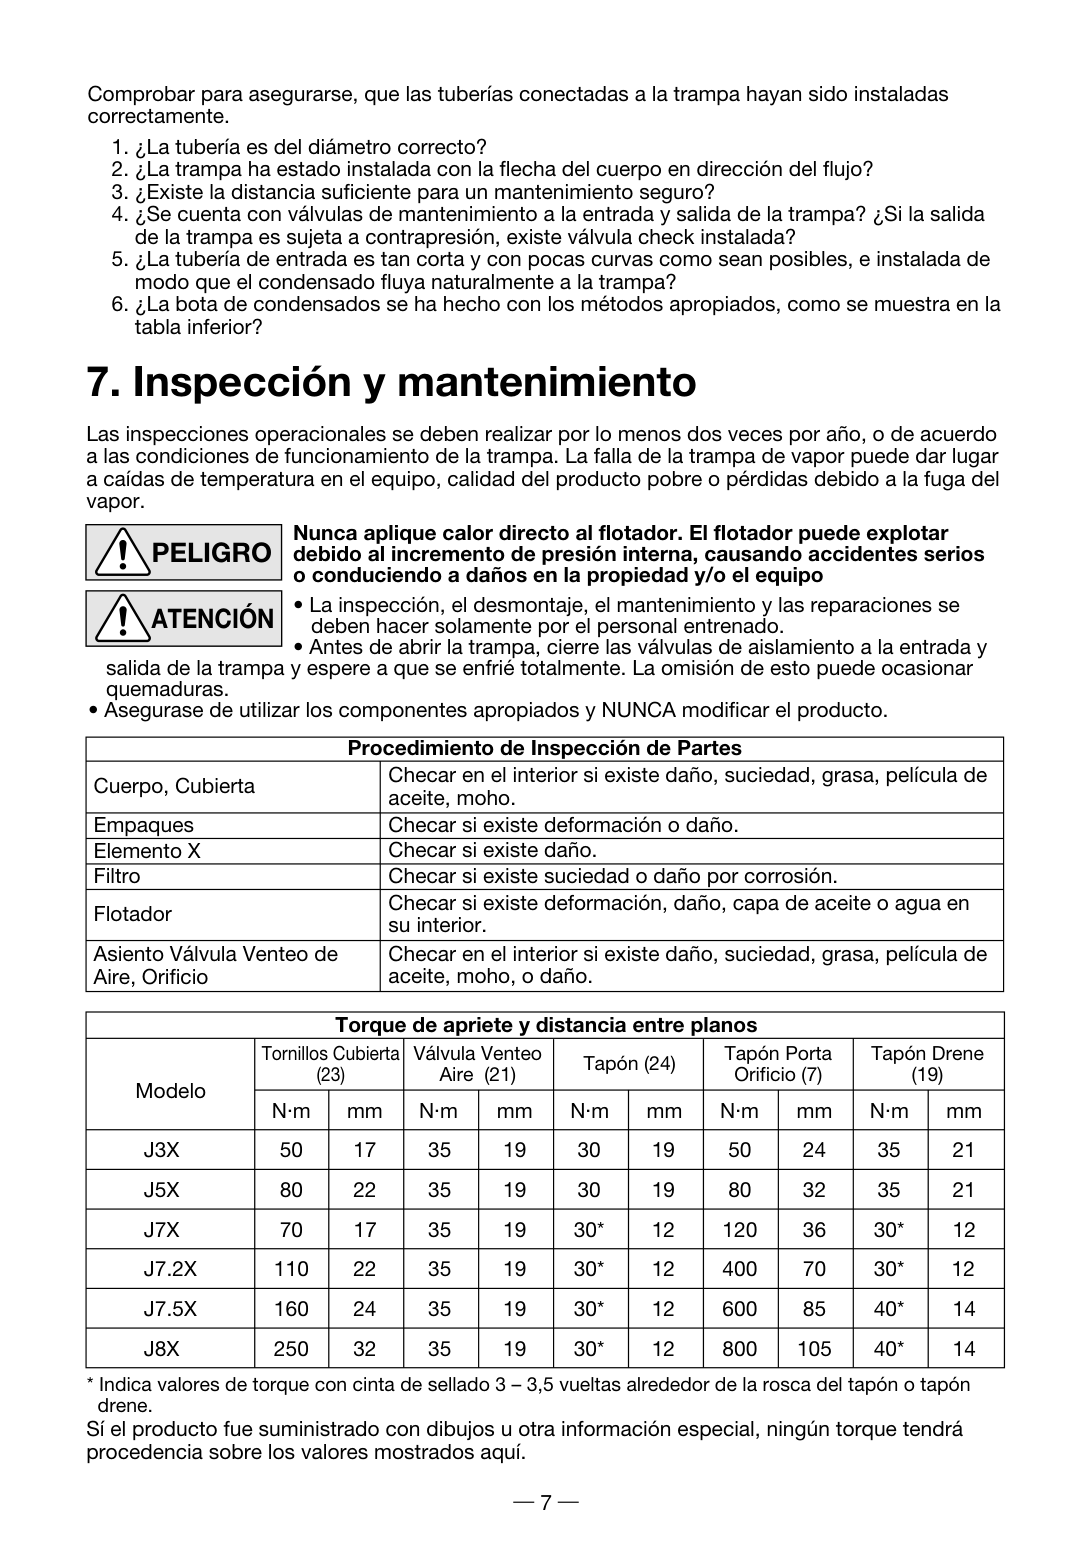 Comprobar para asegurarse, que las tuberías conectadas a la trampa hayan sido instaladas
correctamente.
1. ¿La tubería es del diámetro correcto?
2. ¿La trampa ha estado instalada con la flecha del cuerpo en dirección del flujo?
3. ¿Existe la distancia suficiente para un mantenimiento seguro?
4. ¿Se cuenta con válvulas de mantenimiento a la entrada y salida de la trampa? ¿Si la salida
de la trampa es sujeta a contrapresión, existe válvula check instalada?
5. ¿La tubería de entrada es tan corta y con pocas curvas como sean posibles, e instalada de
modo que el condensado fluya naturalmente a la trampa?
6. ¿La bota de condensados se ha hecho con los métodos apropiados, como se muestra en la
tabla inferior?
7. Inspección y mantenimiento
Las inspecciones operacionales se deben realizar por lo menos dos veces por año, o de acuerdo
a las condiciones de funcionamiento de la trampa. La falla de la trampa de vapor puede dar lugar
a caídas de temperatura en el equipo, calidad del producto pobre o pérdidas debido a la fuga del
vapor.
PELIGRO
Nunca aplique calor directo al flotador. El flotador puede explotar
debido al incremento de presión interna, causando accidentes serios
o conduciendo a daños en la propiedad y/o el equipo
ATENCIÓN
• La inspección, el desmontaje, el mantenimiento y las reparaciones se
deben hacer solamente por el personal entrenado.
• Antes de abrir la trampa, cierre las válvulas de aislamiento a la entrada y
salida de la trampa y espere a que se enfrié totalmente. La omisión de esto puede ocasionar
quemaduras.
• Asegurase de utilizar los componentes apropiados y NUNCA modificar el producto.
Procedimiento de Inspección de Partes
Cuerpo, Cubierta
Checar en el interior si existe daño, suciedad, grasa, película de
aceite, moho.
Empaques
Checar si existe deformación o daño.
Elemento X
Checar si existe daño.
Filtro
Checar si existe suciedad o daño por corrosión.
Flotador
Checar si existe deformación, daño, capa de aceite o agua en
su interior.
Asiento Válvula Venteo de
Aire, Orificio
Checar en el interior si existe daño, suciedad, grasa, película de
aceite, moho, o daño.
Torque de apriete y distancia entre planos
Modelo
Tornillos Cubierta
(23)
Válvula Venteo
Aire (21)
Tapón (24)
Tapón Porta
Orificio (7)
Tapón Drene
(19)
N·m mm N·m mm N·m mm N·m mm N·m mm
J3X 50 17 35 19 30 19 50 24 35 21
J5X 80 22 35 19 30 19 80 32 35 21
J7X 70 17 35 19 30* 12 120 36 30* 12
J7.2X 110 22 35 19 30* 12 400 70 30* 12
J7.5X 160 24 35 19 30* 12 600 85 40* 14
J8X 250 32 35 19 30* 12 800 105 40* 14
* Indica valores de torque con cinta de sellado 3 – 3,5 vueltas alrededor de la rosca del tapón o tapón
drene.
Sí el producto fue suministrado con dibujos u otra información especial, ningún torque tendrá
procedencia sobre los valores mostrados aquí.
— 7 —